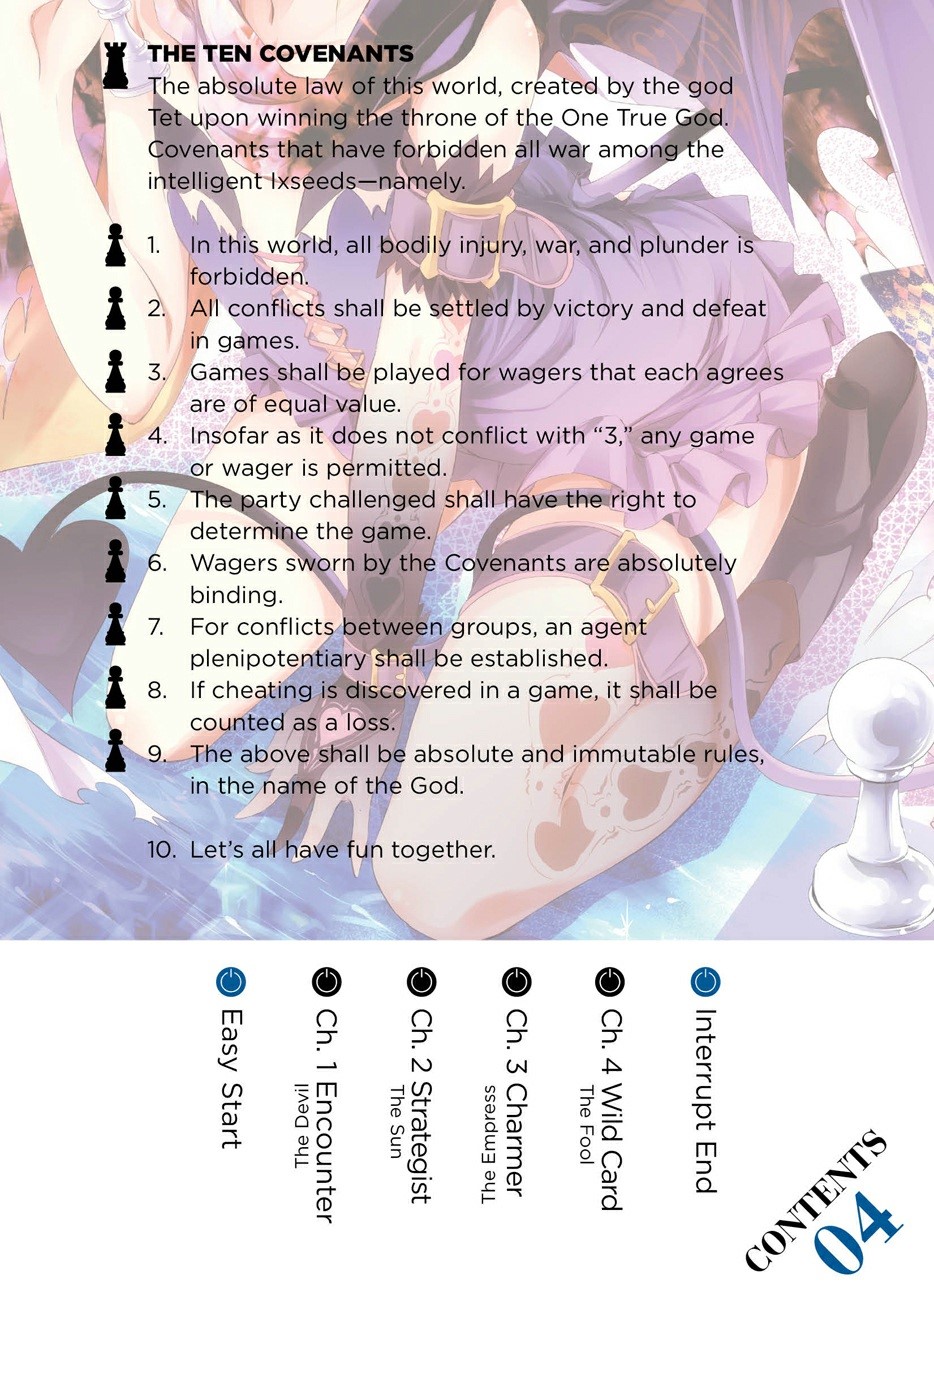 THE TEN COVENANTS
The absolute law of this world, created by the god
Tet upon winning the throne of the One True God.
Covenants that have forbidden all war among the
intelligent Ixseeds—namely.
1. In this world, all bodily injury, war, and plunder is
forbidden.
2. All conflicts shall be settled by victory and defeat
in games.
3. Games shall be played for wagers that each agrees
are of equal value.
4. Insofar as it does not conflict with “3,” any game
or wager is permitted.
5. The party challenged shall have the right to
determine the game.
6. Wagers sworn by the Covenants are absolutely
binding.
7. For conflicts between groups, an agent
plenipotentiary shall be established.
8. If cheating is discovered in a game, it shall be
counted as a loss.
9. The above shall be absolute and immutable rules,
in the name of the God.
10. Let’s all have fun together.
Easy Start
Ch. 1 Encounter
The Devil
Ch. 2 Strategist
The Sun
Ch. 3 Charmer
The Empress
Ch. 4 Wild Card
The Fool
Interrupt End
CONTENTS
04